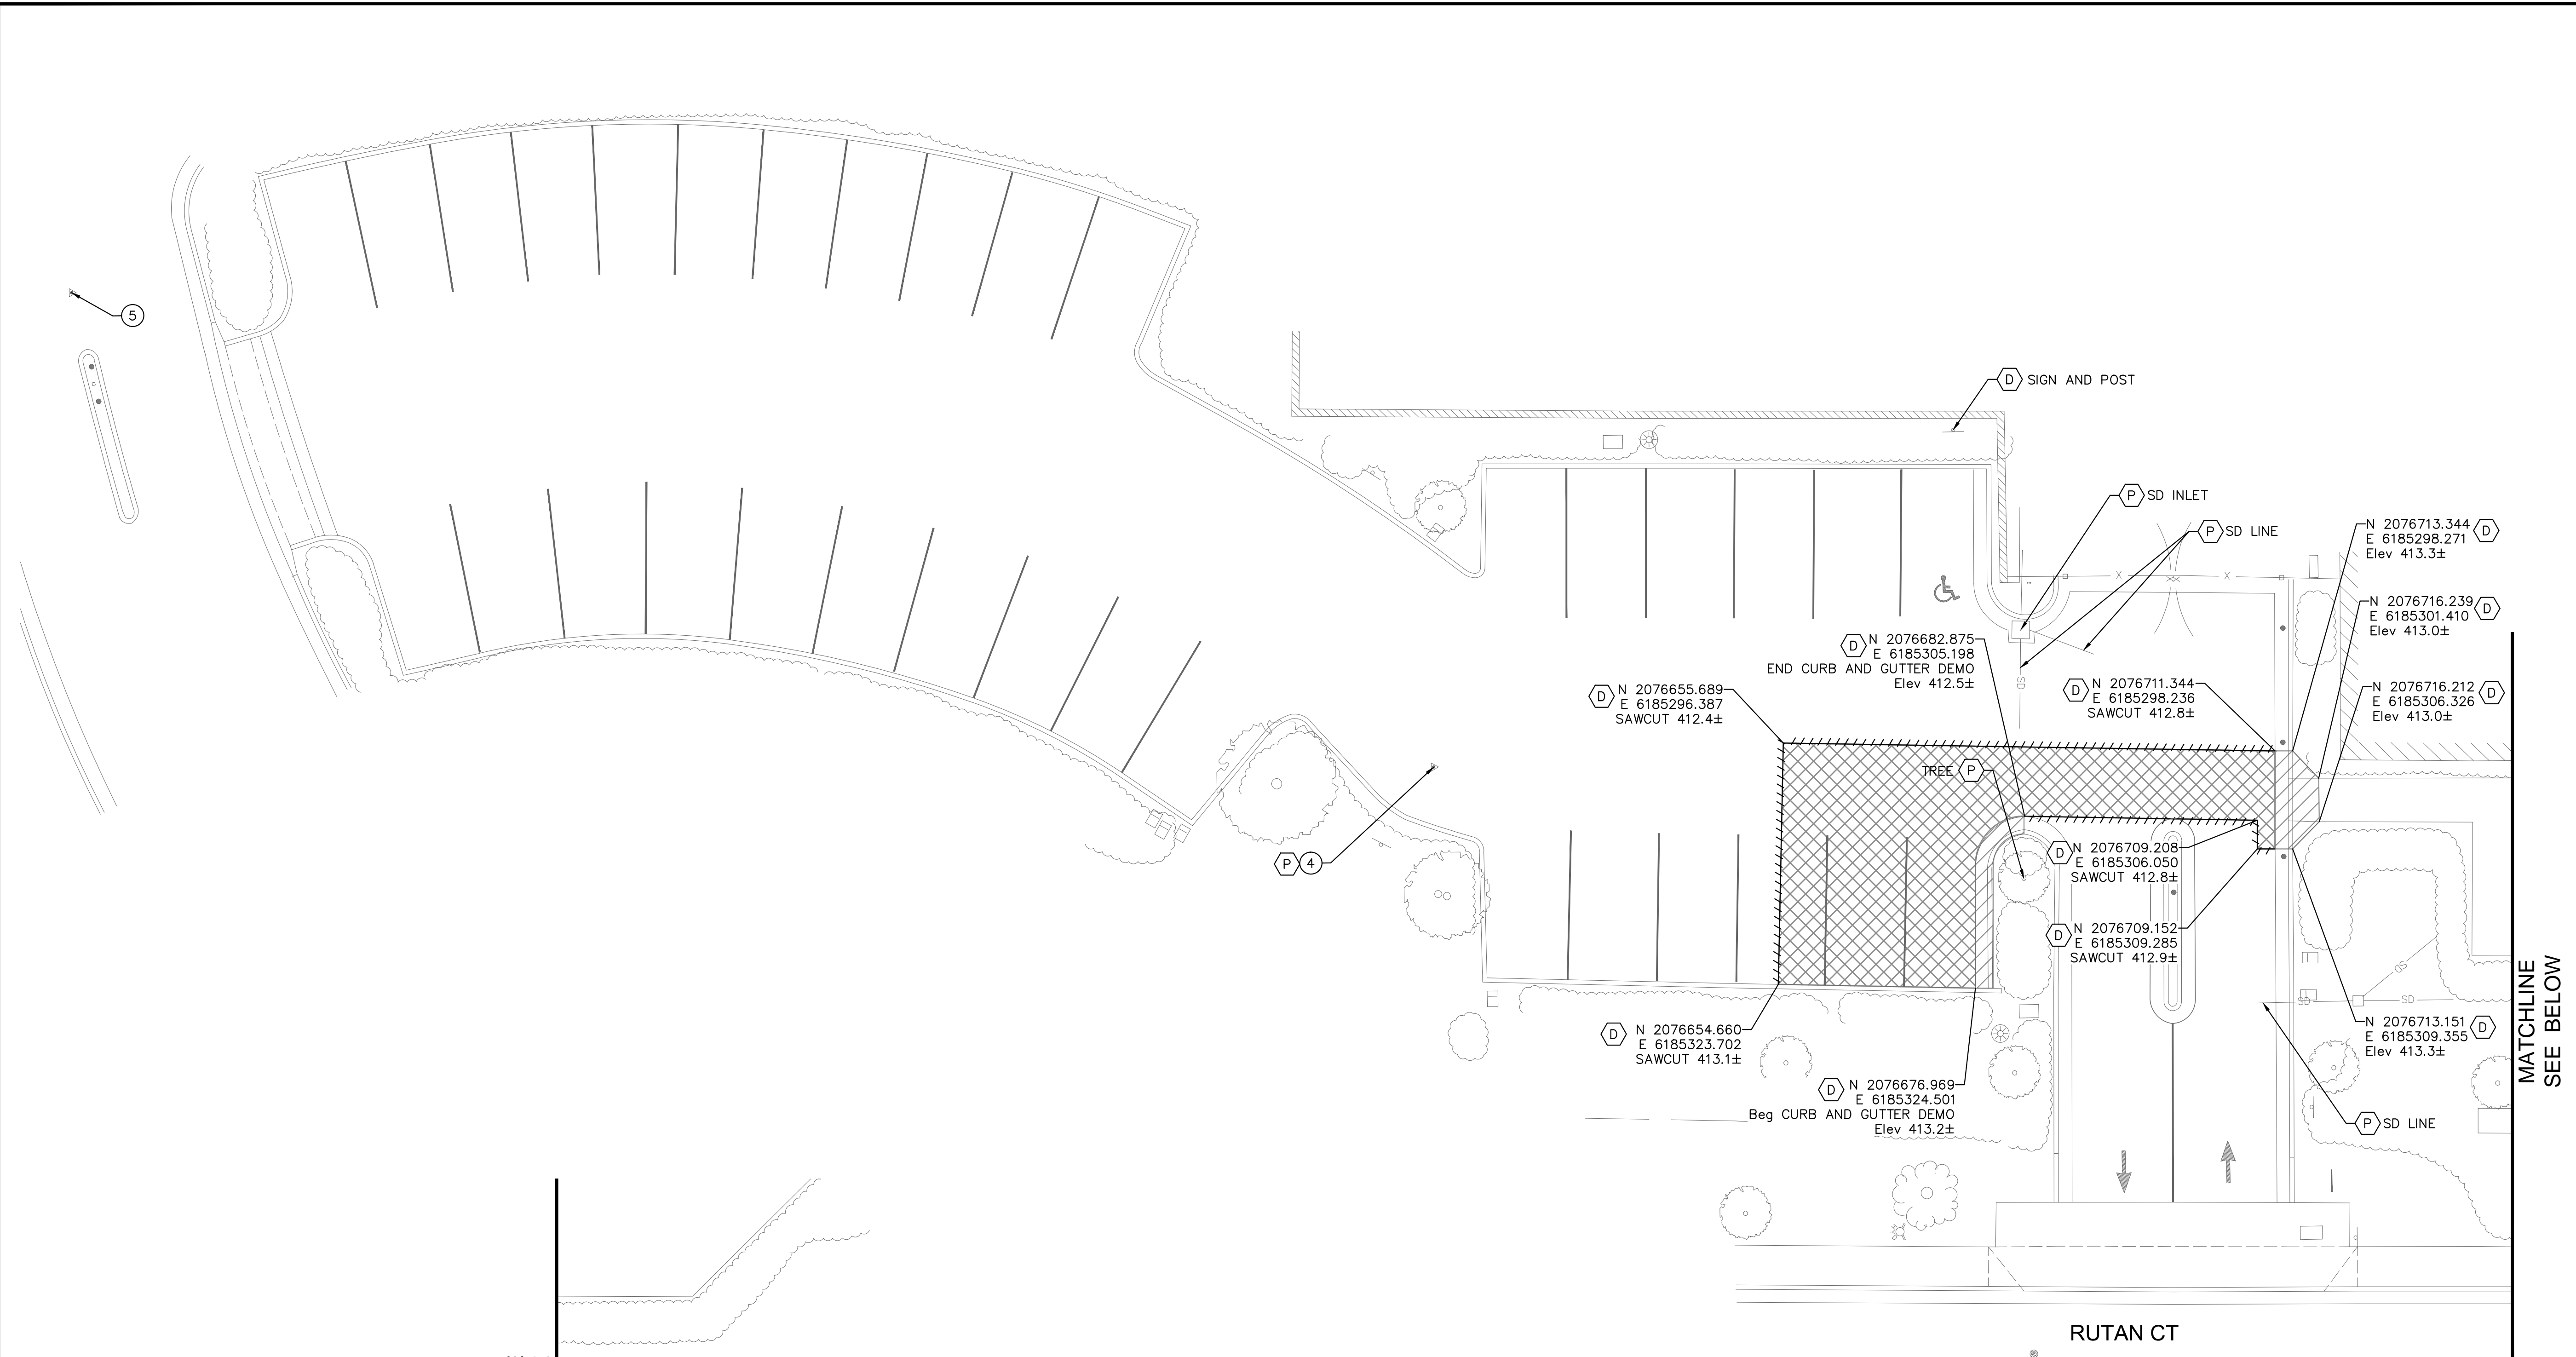 5
D SIGN AND POST
P SD INLET
P SD LINE
N 2076713.344 D
E 6185298.271
Elev 413.3±
X X XX
N 2076716.239 D
E 6185301.410
Elev 413.0±
D N 2076682.875
E 6185305.198
END CURB AND GUTTER DEMO
Elev 412.5±
SD
D N 2076711.344
E 6185298.236
SAWCUT 412.8±
N 2076716.212 D
E 6185306.326
Elev 413.0±
D N 2076655.689
E 6185296.387
SAWCUT 412.4±
TREE P
P 4
D N 2076709.208
E 6185306.050
SAWCUT 412.8±
D N 2076709.152
E 6185309.285
SAWCUT 412.9±
SD
SD SD
MATCHLINE
SEE BELOW
N 2076713.151 D
E 6185309.355
Elev 413.3±
D N 2076654.660
E 6185323.702
SAWCUT 413.1±
D N 2076676.969
E 6185324.501
Beg CURB AND GUTTER DEMO
Elev 413.2±
P SD LINE
RUTAN CT